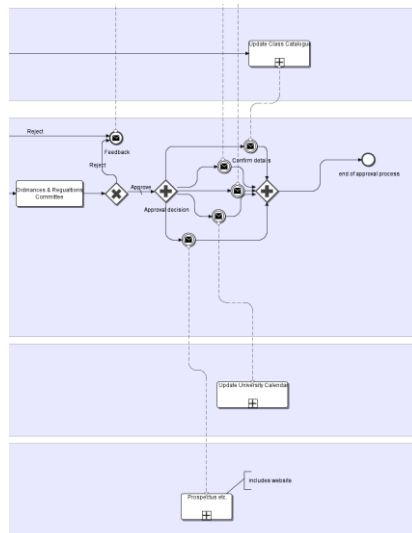 Update Class Catalogue
Reject
Feedback
Reject
Confirm details
end of approval process
Ordinances & Regualtions
Committee
Approve
Approval decision
Update University Calendar
includes website
Prospectus etc.